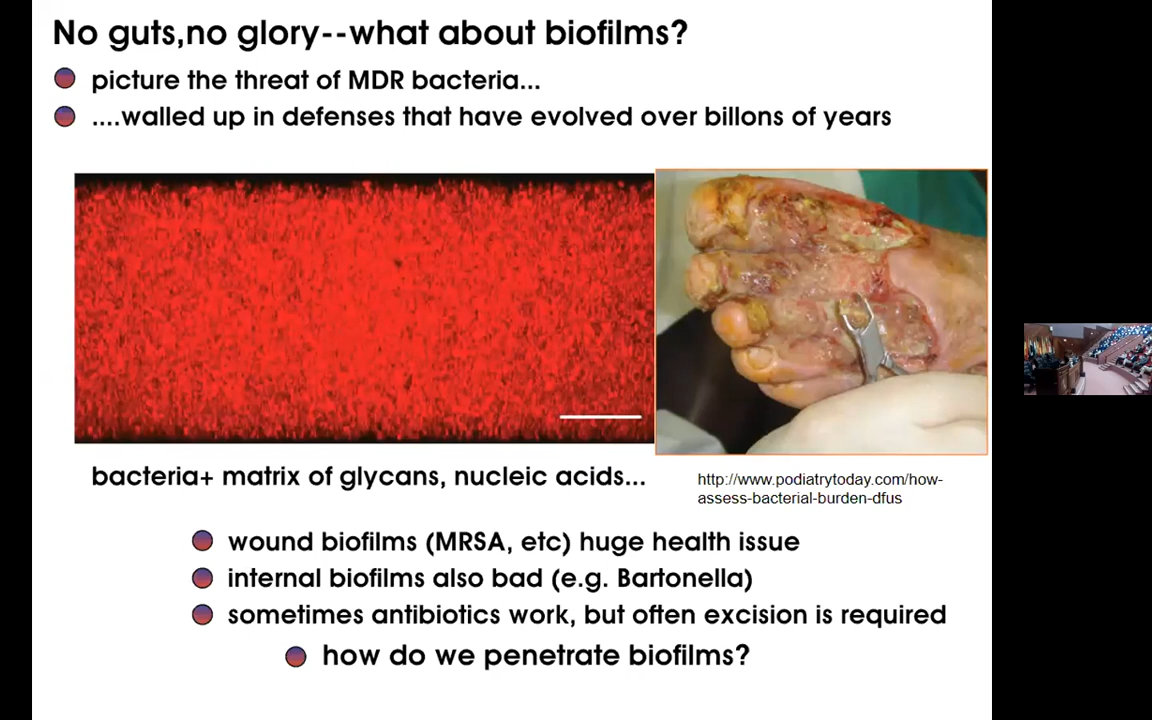 No guts,no glory--what about biofilms?
picture the threat of MDR bacteria...
....walled up in defenses that have evolved over billons of years
bacteria+ matrix of glycans, nucleic acids...
http://www.podiatrytoday.com/how-
assess-bacterial-burden-dfus
wound biofilms (MRSA, etc) huge health issue
internal biofilms also bad (e.g. Bartonella)
sometimes antibiotics work, but often excision is required
how do we penetrate biofilms?